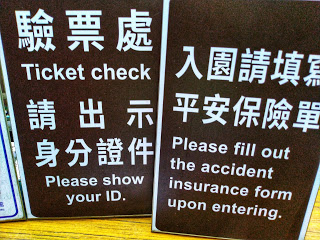 驗票處
Ticket check
請出示
身分證件
Please show
your ID.
入園請填寫
平安保險單
Please fill out
the accident
insurance form
upon entering.